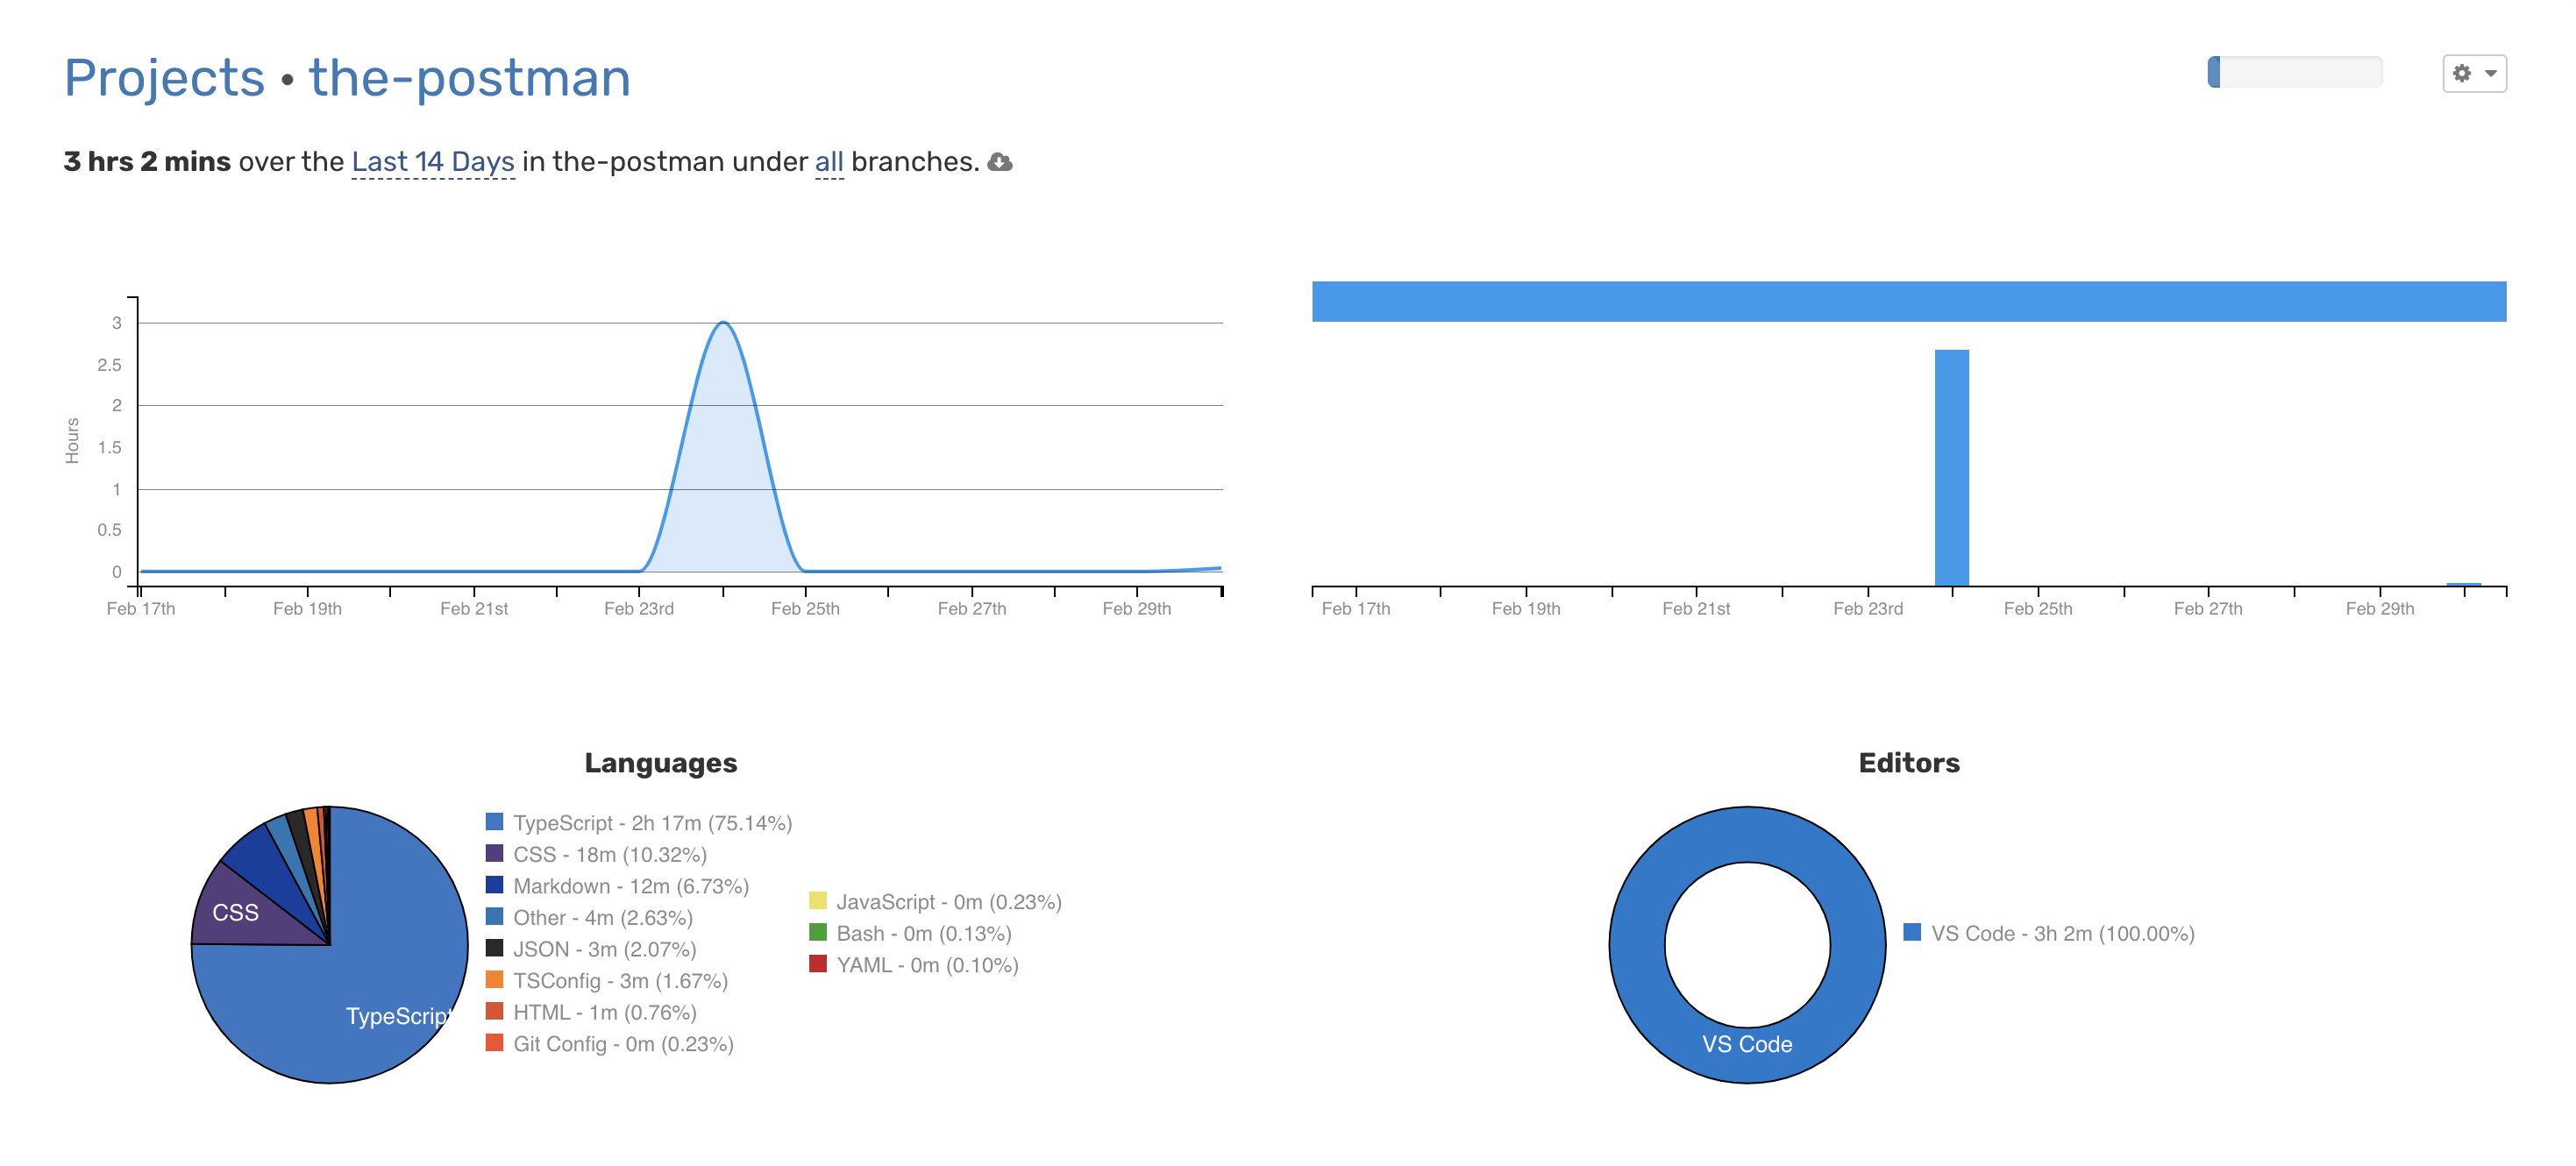 Projects • the-postman
3 hrs 2 mins over the Last 14 Days in the-postman under all branches.
3
2.5
2
1.5
1
0.5
0
Hours
Feb 17th Feb 19th Feb 21st Feb 23rd Feb 25th Feb 27th Feb 29th
Feb 17th Feb 19th Feb 21st Feb 23rd Feb 25th Feb 27th Feb 29th
Languages
TypeScript - 2h 17m (75.14%)
CSS - 18m (10.32%)
Markdown - 12m (6.73%)
Other - 4m (2.63%)
JSON - 3m (2.07%)
TSConfig - 3m (1.67%)
HTML - 1m (0.76%)
Git Config - 0m (0.23%)
JavaScript - 0m (0.23%)
Bash - 0m (0.13%)
YAML - 0m (0.10%)
CSS
TypeScript
Editors
VS Code - 3h 2m (100.00%)
VS Code